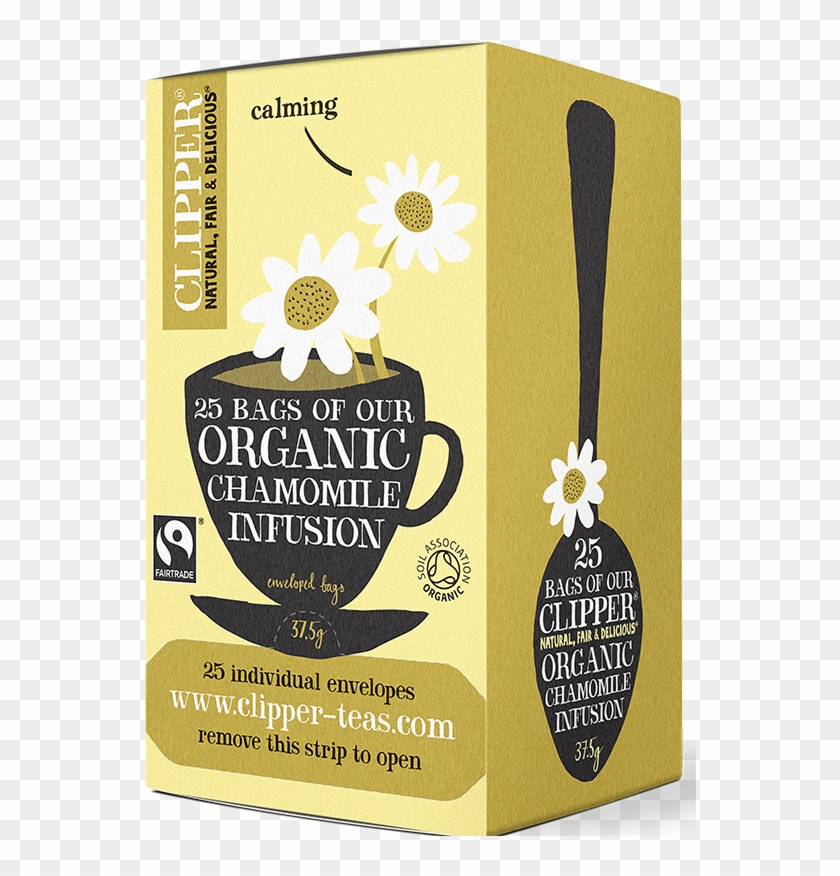 CLIPPER®
NATURAL, FAIR & DELICIOUS®
calming
25 BAGS OF OUR
ORGANIC
CHAMOMILE
INFUSION
enveloped bags
37.5g
FAIRTRADE
®
SOIL ASSOCIATION
ORGANIC
25 individual envelopes
www.clipper-teas.com
remove this strip to open
25
BAGS OF OUR
CLIPPER®
NATURAL, FAIR & DELICIOUS®
ORGANIC
CHAMOMILE
INFUSION
37.5g